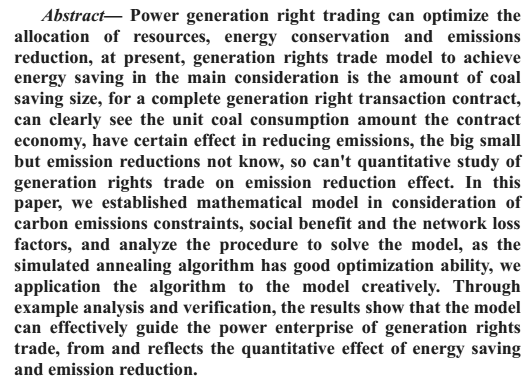 Abstract— Power generation right trading can optimize the
allocation of resources, energy conservation and emissions
reduction, at present, generation rights trade model to achieve
energy saving in the main consideration is the amount of coal
saving size, for a complete generation right transaction contract,
can clearly see the unit coal consumption amount the contract
economy, have certain effect in reducing emissions, the big small
but emission reductions not know, so can't quantitative study of
generation rights trade on emission reduction effect. In this
paper, we established mathematical model in consideration of
carbon emissions constraints, social benefit and the network loss
factors, and analyze the procedure to solve the model, as the
simulated annealing algorithm has good optimization ability, we
application the algorithm to the model creatively. Through
example analysis and verification, the results show that the model
can effectively guide the power enterprise of generation rights
trade, from and reflects the quantitative effect of energy saving
and emission reduction.